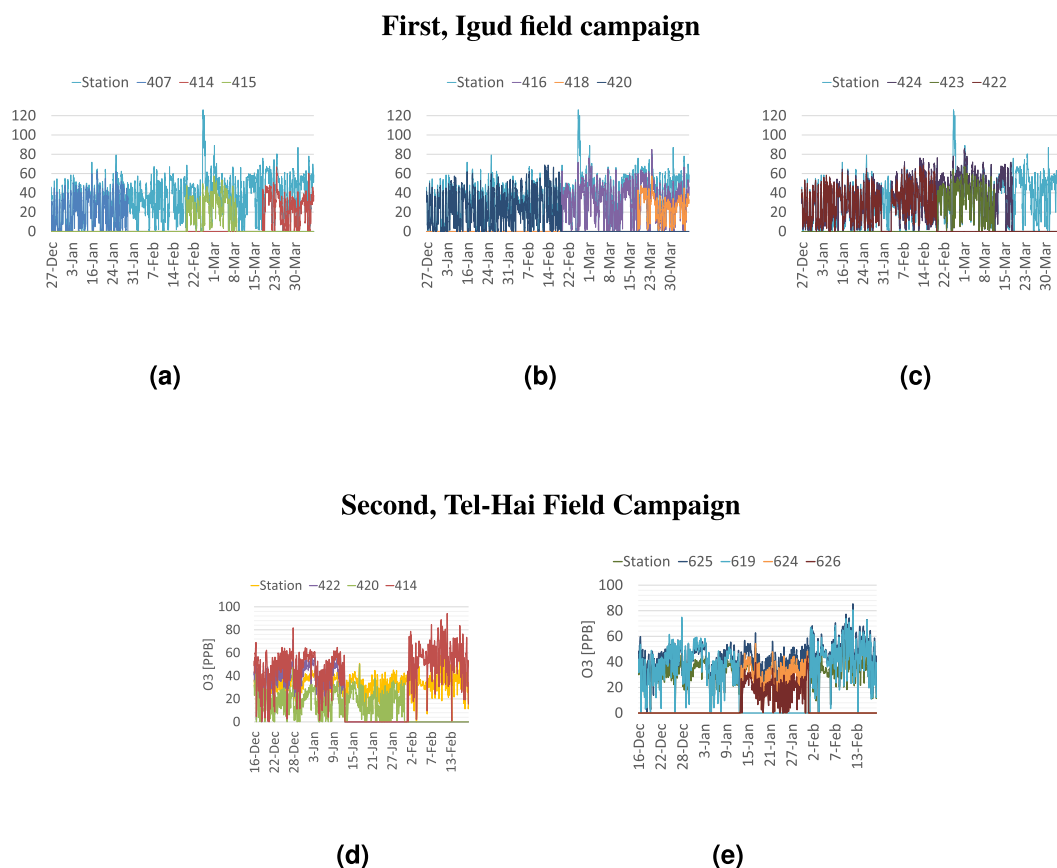 First, Igud field campaign
Station 407 414 415
120
100
80
60
40
20
0
27-Dec
3-Jan
16-Jan
24-Jan
31-Jan
7-Feb
14-Feb
22-Feb
1-Mar
8-Mar
15-Mar
23-Mar
30-Mar
(a)
Station 416 418 420
120
100
80
60
40
20
0
27-Dec
3-Jan
16-Jan
24-Jan
31-Jan
7-Feb
14-Feb
22-Feb
1-Mar
8-Mar
15-Mar
23-Mar
30-Mar
(b)
Station 424 423 422
120
100
80
60
40
20
0
27-Dec
3-Jan
16-Jan
24-Jan
31-Jan
7-Feb
14-Feb
22-Feb
1-Mar
8-Mar
15-Mar
23-Mar
30-Mar
(c)
Second, Tel-Hai Field Campaign
Station 422 420 414
O3 [PPB]
100
80
60
40
20
0
16-Dec
22-Dec
28-Dec
3-Jan
9-Jan
15-Jan
21-Jan
27-Jan
2-Feb
7-Feb
13-Feb
(d)
Station 625 619 624 626
O3 [PPB]
100
80
60
40
20
0
16-Dec
22-Dec
28-Dec
3-Jan
9-Jan
15-Jan
21-Jan
27-Jan
2-Feb
7-Feb
13-Feb
(e)